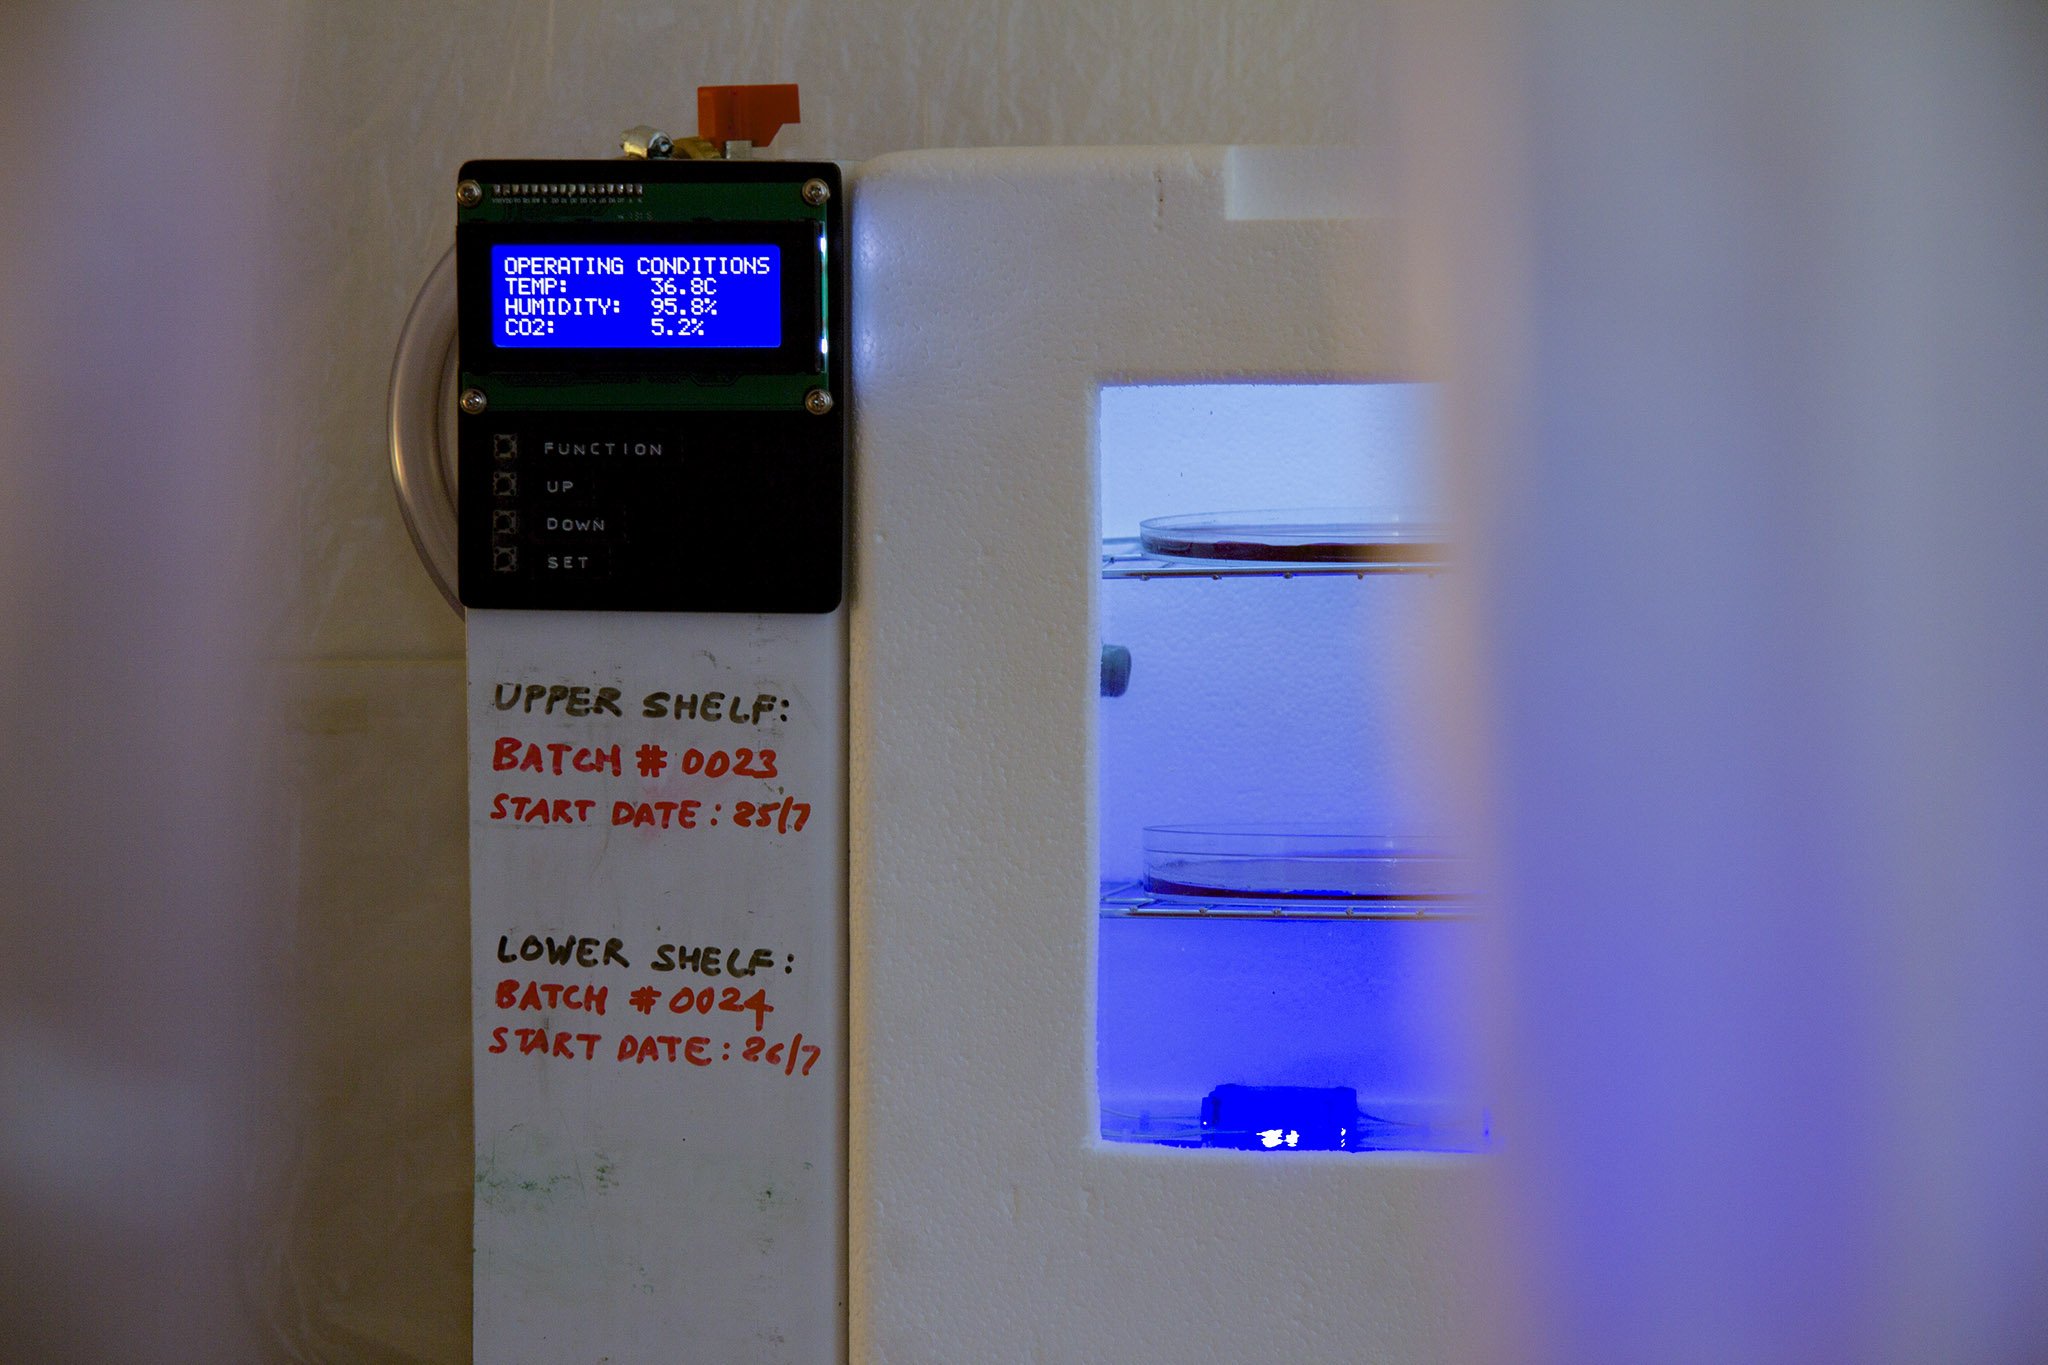 OPERATING CONDITIONS
TEMP: 36.8C
HUMIDITY: 95.8%
CO2: 5.2%
FUNCTION
UP
DOWN
SET
UPPER SHELF:
BATCH # 0023
START DATE: 25/7
LOWER SHELF:
BATCH # 0024
START DATE: 26/7